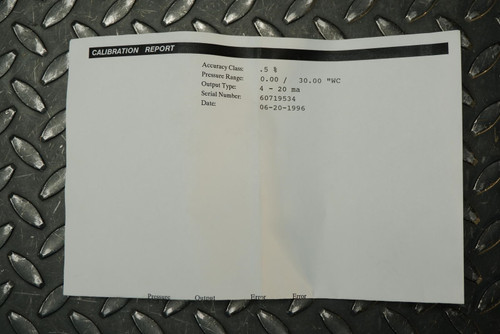 CALIBRATION REPORT
Accuracy Class: .5 %
Pressure Range: 0.00 / 30.00 "WC
Output Type: 4 - 20 ma
Serial Number: 60719534
Date: 06-20-1996
Pressure Output Error Error